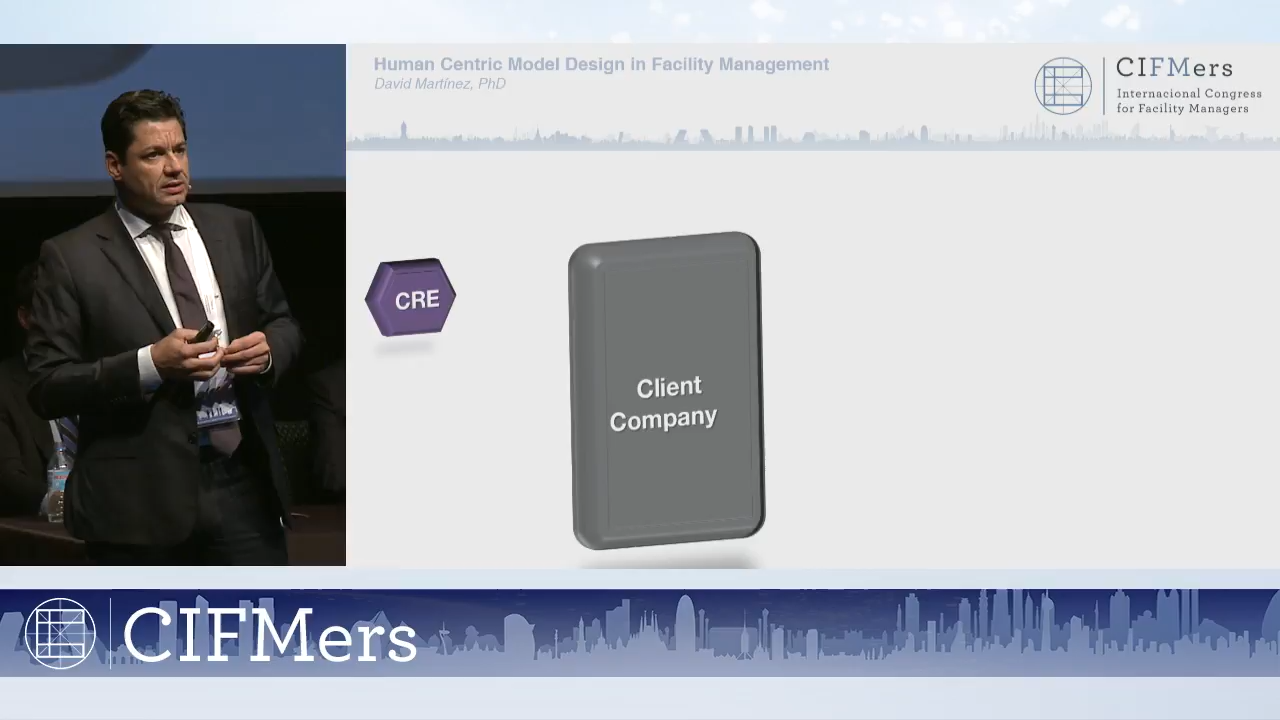 Human Centric Model Design in Facility Management
David Martínez, PhD
CIFMers
Internacional Congress
for Facility Managers
CRE
Client
Company
CIFMers